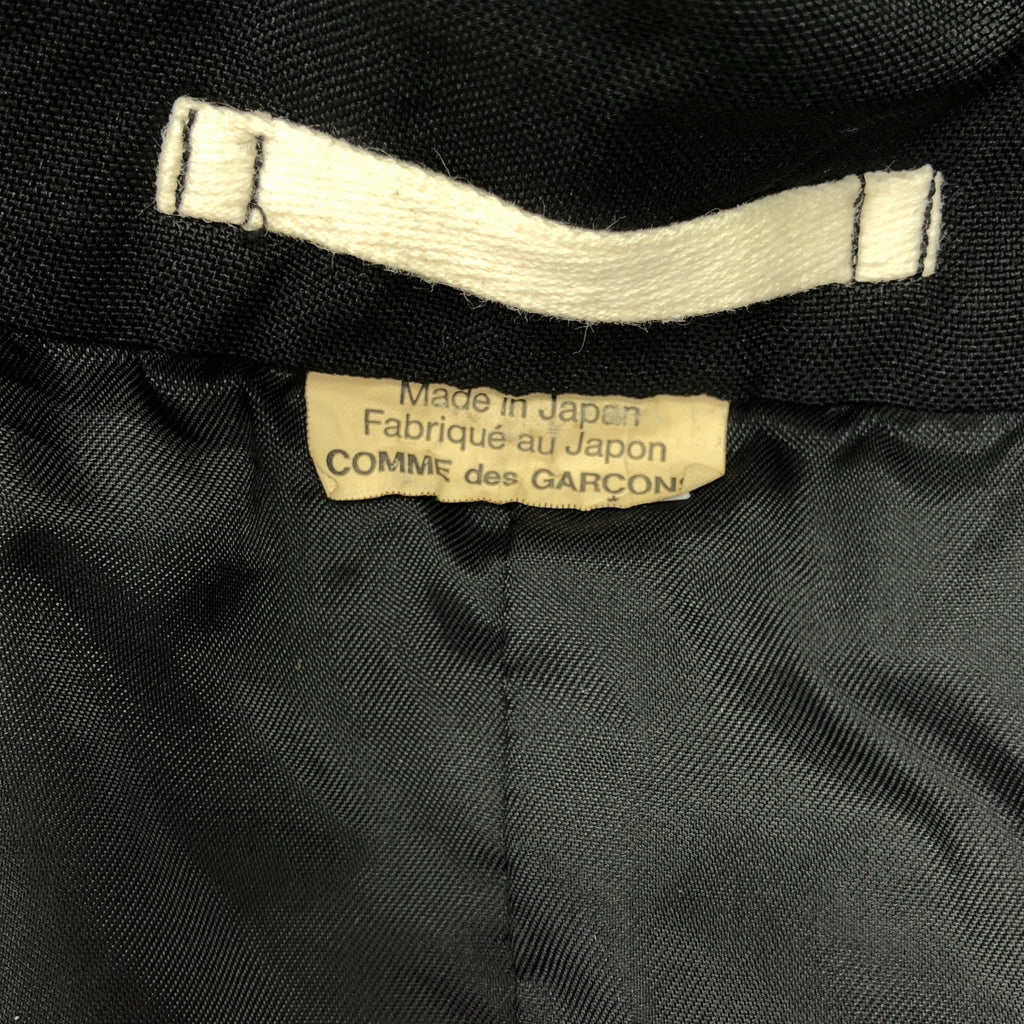 Made in Japan
Fabriqué au Japon
COMME des GARÇONS